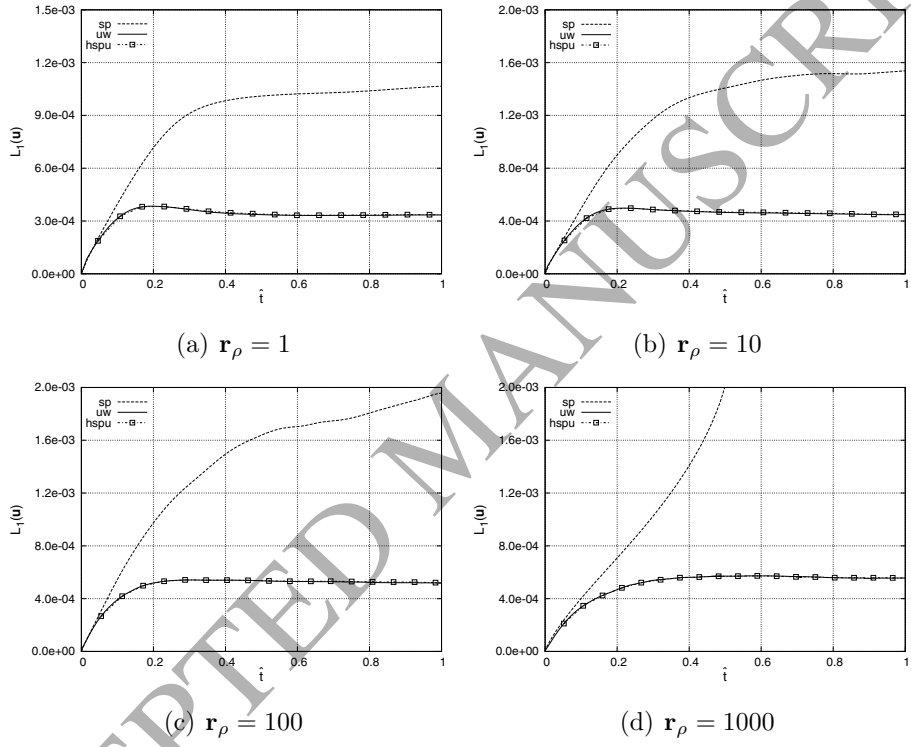 1.5e-03
1.2e-03
9.0e-04
6.0e-04
3.0e-04
0.0e+00
L1(u)
sp
uw
hspu
0 0.2 0.4 0.6 0.8 1
t̂
(a) rρ = 1
2.0e-03
1.6e-03
1.2e-03
8.0e-04
4.0e-04
0.0e+00
L1(u)
sp
uw
hspu
0 0.2 0.4 0.6 0.8 1
t̂
(b) rρ = 10
2.0e-03
1.6e-03
1.2e-03
8.0e-04
4.0e-04
0.0e+00
L1(u)
sp
uw
hspu
0 0.2 0.4 0.6 0.8 1
t̂
(c) rρ = 100
2.0e-03
1.6e-03
1.2e-03
8.0e-04
4.0e-04
0.0e+00
L1(u)
sp
uw
hspu
0 0.2 0.4 0.6 0.8 1
t̂
(d) rρ = 1000
EPTED MANUSCRI